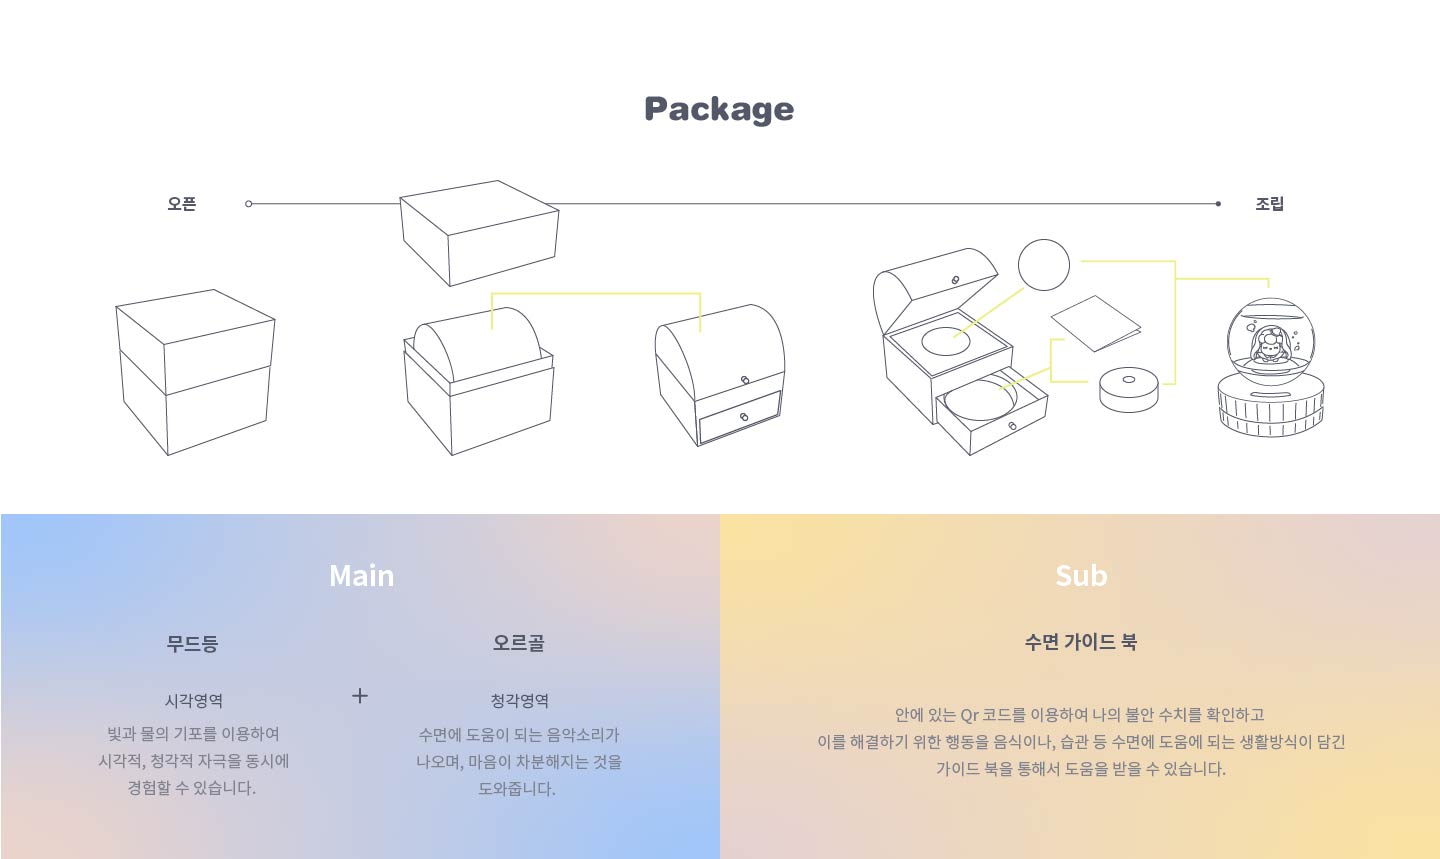 Package
오픈
조립
Main
무드등
시각영역
빛과 물의 기포를 이용하여
시각적, 청각적 자극을 동시에
경험할 수 있습니다.
+
오르골
청각영역
수면에 도움이 되는 음악소리가
나오며, 마음이 차분해지는 것을
도와줍니다.
Sub
수면 가이드 북
안에 있는 Qr 코드를 이용하여 나의 불안 수치를 확인하고
이를 해결하기 위한 행동을 음식이나, 습관 등 수면에 도움에 되는 생활방식이 담긴
가이드 북을 통해서 도움을 받을 수 있습니다.